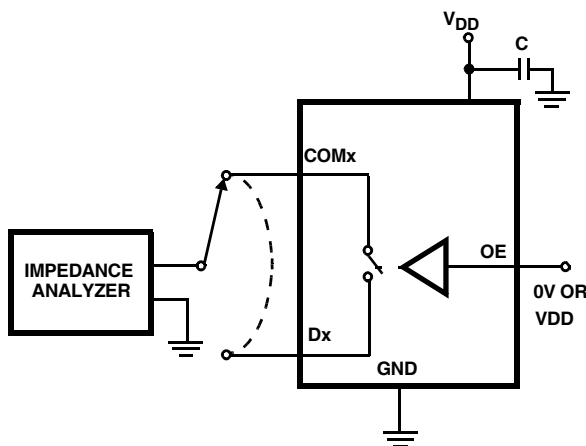 VDD
C
COMx
IMPEDANCE
ANALYZER
OE
0V OR
VDD
Dx
GND